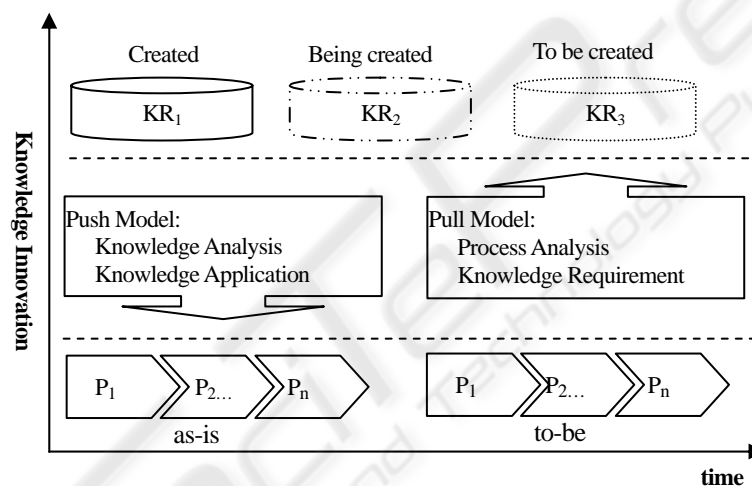 Created
Being created
To be created
KR1
KR2
KR3
Knowledge Innovation
Push Model:
Knowledge Analysis
Knowledge Application
Pull Model:
Process Analysis
Knowledge Requirement
P1
P2...
Pn
as-is
P1
P2...
Pn
to-be
time